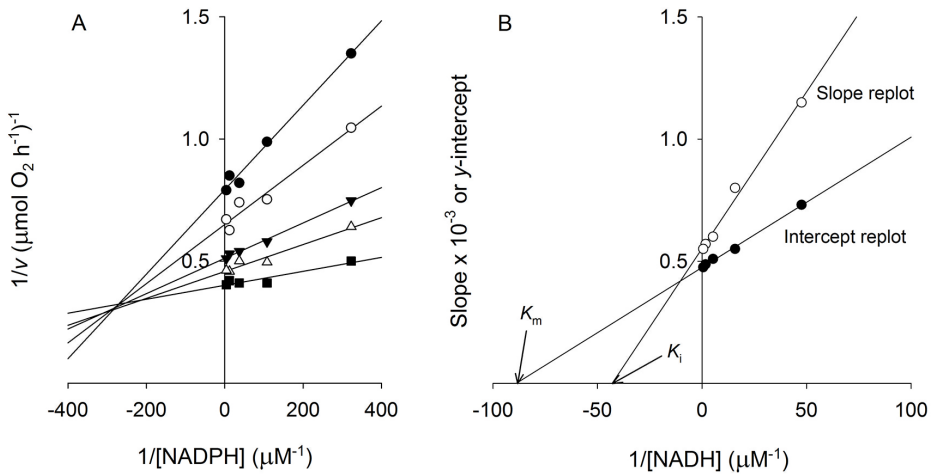 A
1.5
1.0
0.5
-400
-200
0
200
400
1/v (μmol O2 h-1)-1
1/[NADPH] (μM-1)
B
1.5
1.0
0.5
Slope replot
Intercept replot
Km
Ki
-100
-50
0
50
100
Slope x 10-3 or y-intercept
1/[NADH] (μM-1)